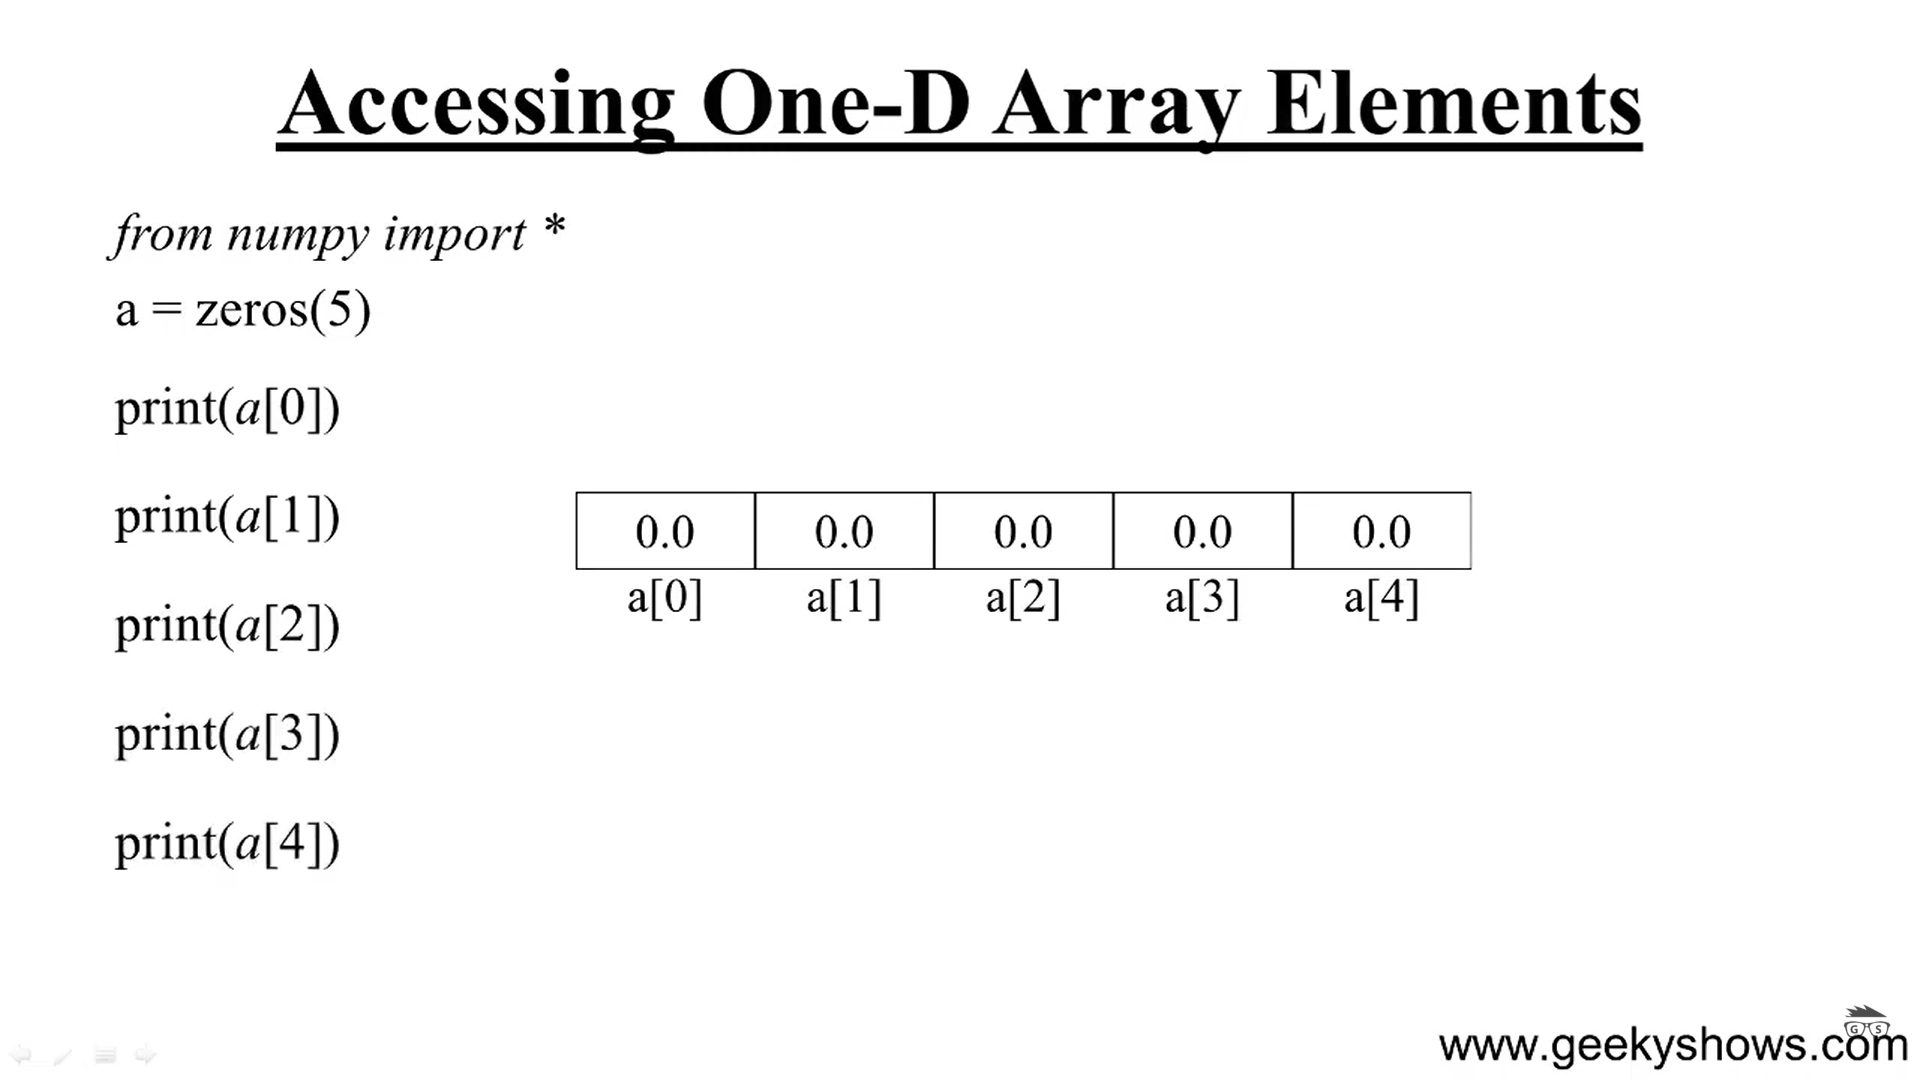 Accessing One-D Array Elements
from numpy import *
a = zeros(5)
print(a[0])
print(a[1])
print(a[2])
print(a[3])
print(a[4])
0.0 0.0 0.0 0.0 0.0
a[0] a[1] a[2] a[3] a[4]
G S
www.geekyshows.com